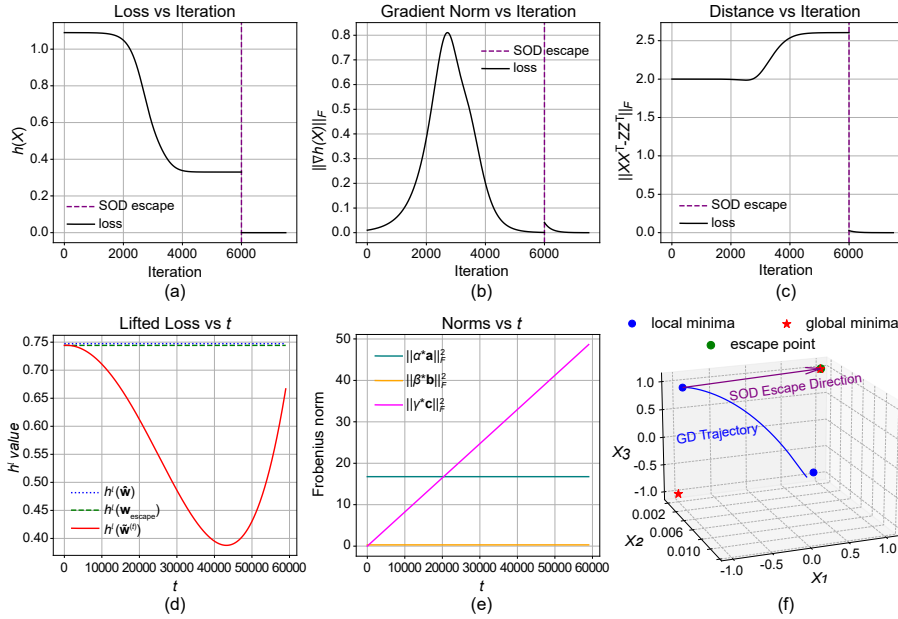 Loss vs Iteration
h(X)
1.0
0.8
0.6
0.4
0.2
0.0
SOD escape
loss
0 2000 4000 6000
Iteration
(a)
Gradient Norm vs Iteration
||∇h(X)||F
0.8
0.7
0.6
0.5
0.4
0.3
0.2
0.1
0.0
SOD escape
loss
0 2000 4000 6000
Iteration
(b)
Distance vs Iteration
||XXᵀ-ZZᵀ||F
2.5
2.0
1.5
1.0
0.5
0.0
SOD escape
loss
0 2000 4000 6000
Iteration
(c)
Lifted Loss vs t
hˡ value
0.75
0.70
0.65
0.60
0.55
0.50
0.45
0.40
hˡ(ŵ)
hˡ(w_escape)
hˡ(w̃⁽ᵗ⁾)
0 10000 20000 30000 40000 50000 60000
t
(d)
Norms vs t
Frobenius norm
50
40
30
20
10
0
||α*a||²F
||β*b||²F
||γ*c||²F
0 10000 20000 30000 40000 50000 60000
t
(e)
local minima
global minima
escape point
SOD Escape Direction
GD Trajectory
X3
1.0
0.5
0.0
-0.5
-1.0
0.002
0.006
0.010
X2
-1.0 -0.5 0.0 0.5 1.0
X1
(f)